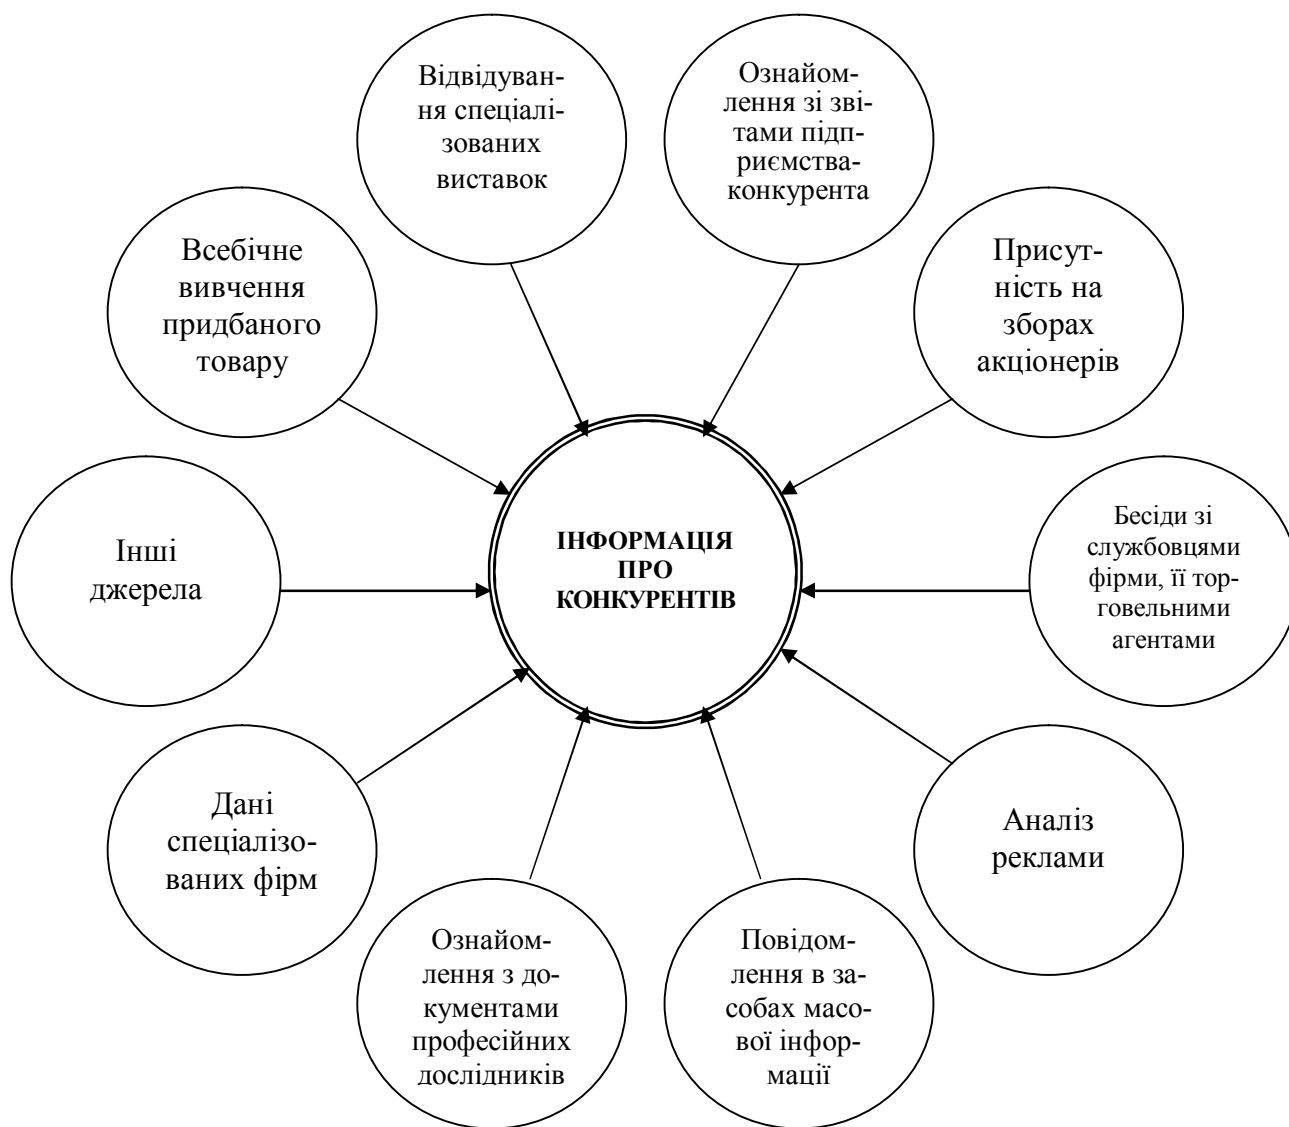 Відвідуван-
ня спеціалі-
зованих
виставок
Ознайом-
лення зі зві-
тами підп-
риємства-
конкурента
Всебічне
вивчення
придбаного
товару
Присут-
ність на
зборах
акціонерів
Інші
джерела
ІНФОРМАЦІЯ
ПРО
КОНКУРЕНТІВ
Бесіди зі
службовцями
фірми, її тор-
говельними
агентами
Дані
спеціалізо-
ваних фірм
Аналіз
реклами
Ознайом-
лення з до-
кументами
професійних
дослідників
Повідом-
лення в за-
собах масо-
вої інфор-
мації